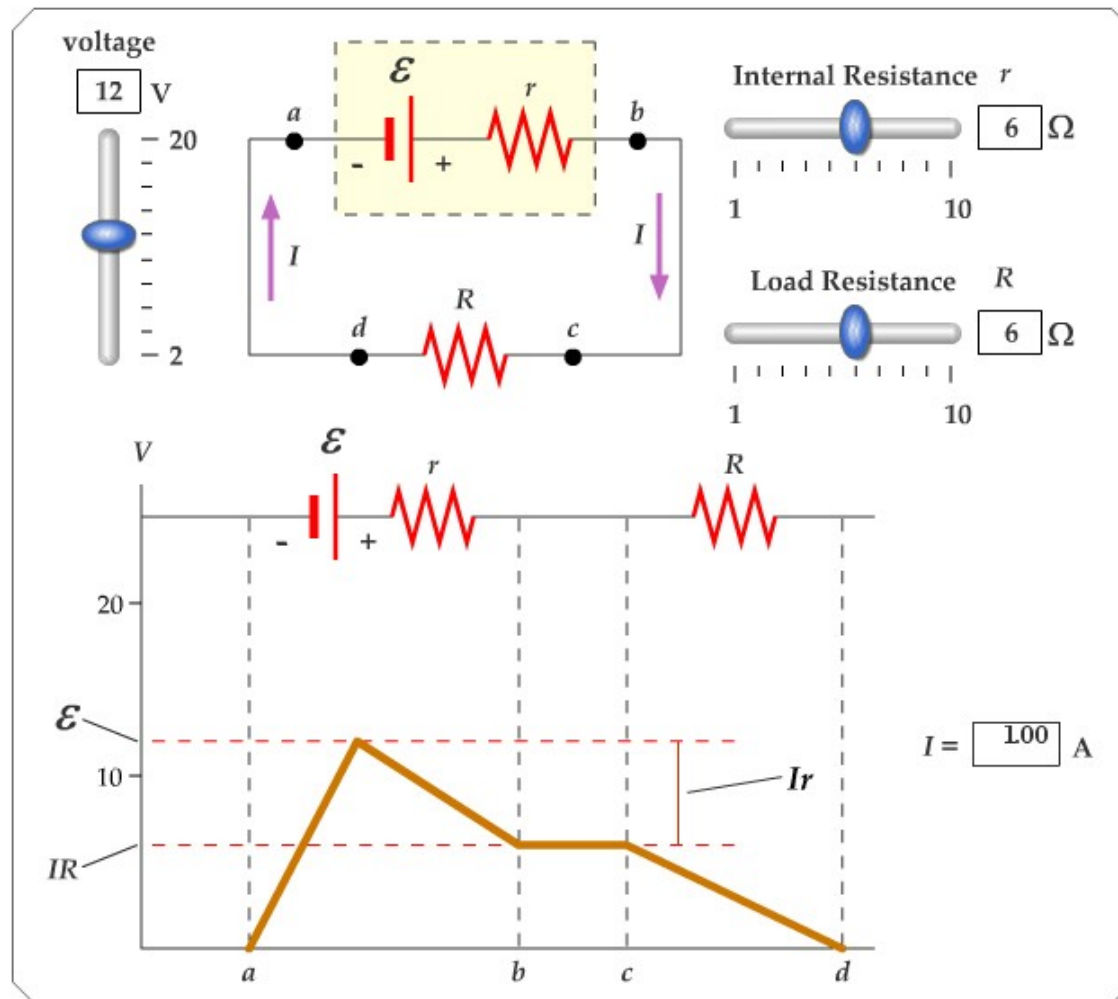 voltage
12 V
20
2
ℰ
r
a
b
- +
I
I
R
d
c
Internal Resistance r
6 Ω
1
10
Load Resistance R
6 Ω
1
10
V
ℰ
r
R
- +
20
ℰ
10
IR
Ir
I = 1.00 A
a
b
c
d